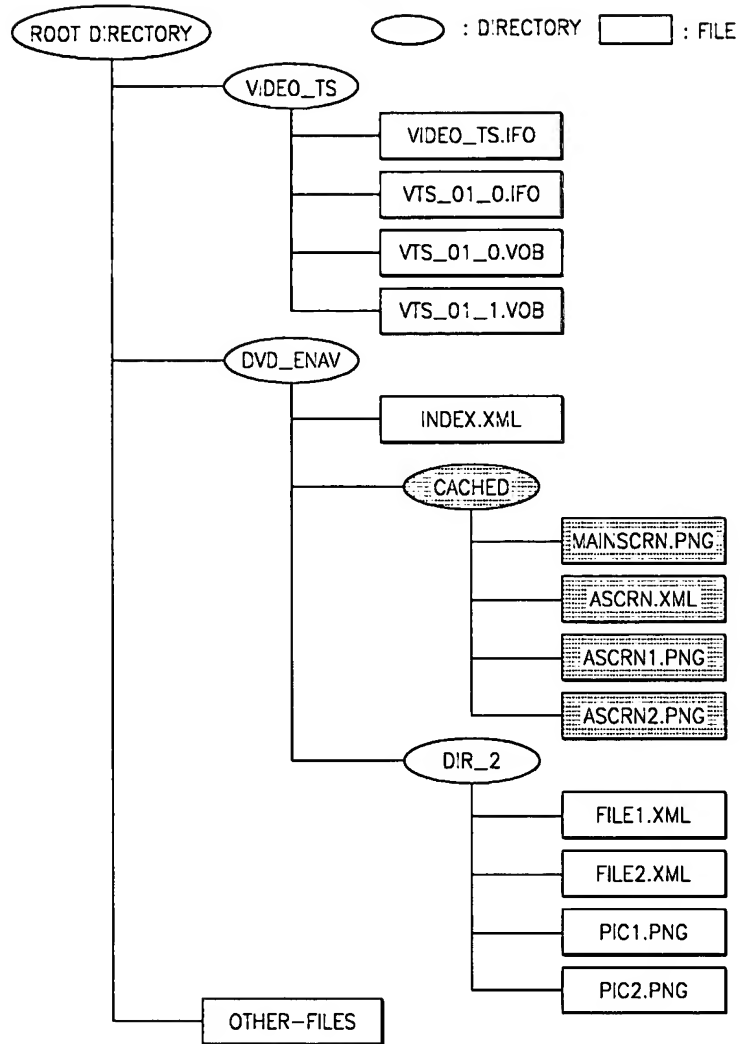 ROOT DIRECTORY
: DIRECTORY
: FILE
VIDEO_TS
VIDEO_TS.IFO
VTS_01_0.IFO
VTS_01_0.VOB
VTS_01_1.VOB
DVD_ENAV
INDEX.XML
CACHED
MAINSCRN.PNG
ASCRN.XML
ASCRN1.PNG
ASCRN2.PNG
DIR_2
FILE1.XML
FILE2.XML
PIC1.PNG
PIC2.PNG
OTHER-FILES